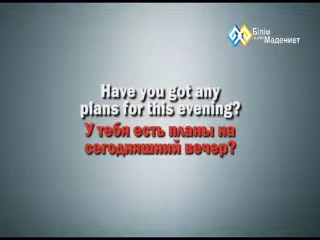 Білім
Мәдениет
Have you got any
plans for this evening?
У тебя есть планы на
сегодняшний вечер?